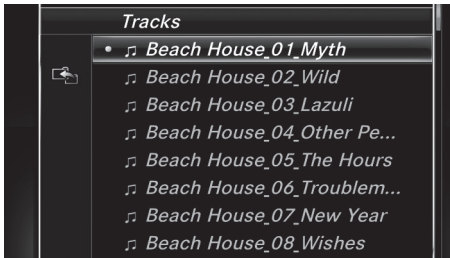 Tracks
Beach House_01_Myth
Beach House_02_Wild
Beach House_03_Lazuli
Beach House_04_Other Pe...
Beach House_05_The Hours
Beach House_06_Troublem...
Beach House_07_New Year
Beach House_08_Wishes